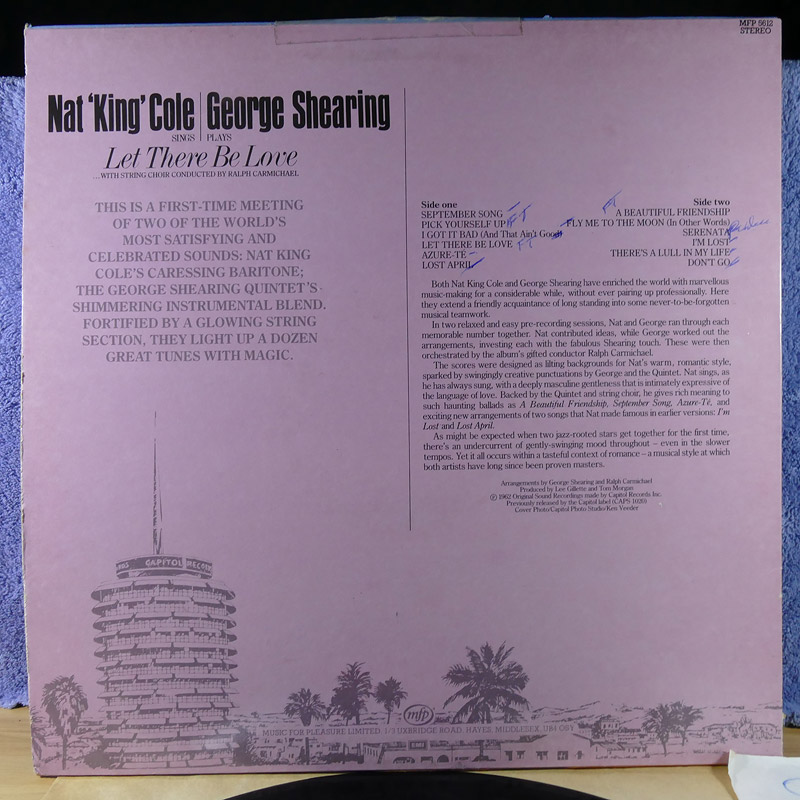 MFP 5612
STEREO
Nat 'King' Cole George Shearing
SINGS PLAYS
Let There Be Love
...WITH STRING CHOIR CONDUCTED BY RALPH CARMICHAEL
THIS IS A FIRST-TIME MEETING
OF TWO OF THE WORLD'S
MOST SATISFYING AND
CELEBRATED SOUNDS: NAT KING
COLE'S CARESSING BARITONE;
THE GEORGE SHEARING QUINTET'S
SHIMMERING INSTRUMENTAL BLEND.
FORTIFIED BY A GLOWING STRING
SECTION, THEY LIGHT UP A DOZEN
GREAT TUNES WITH MAGIC.
Side one
SEPTEMBER SONG
PICK YOURSELF UP FT
I GOT IT BAD (And That Ain't Good)
LET THERE BE LOVE FT
AZURE-TÉ
LOST APRIL
Side two
FT A BEAUTIFUL FRIENDSHIP
FLY ME TO THE MOON (In Other Words)
SERENATA
I'M LOST
THERE'S A LULL IN MY LIFE
DON'T GO
Both Nat King Cole and George Shearing have enriched the world with marvellous
music-making for a considerable while, without ever pairing up professionally. Here
they extend a friendly acquaintance of long standing into some never-to-be-forgotten
musical teamwork.
In two relaxed and easy pre-recording sessions, Nat and George ran through each
memorable number together. Nat contributed ideas, while George worked out the
arrangements, investing each with the fabulous Shearing touch. These were then
orchestrated by the album's gifted conductor Ralph Carmichael.
The scores were designed as lilting backgrounds for Nat's warm, romantic style,
sparked by swingingly creative punctuations by George and the Quintet. Nat sings, as
he has always sung, with a deeply masculine gentleness that is intimately expressive of
the language of love. Backed by the Quintet and string choir, he gives rich meaning to
such haunting ballads as A Beautiful Friendship, September Song, Azure-Té, and
exciting new arrangements of two songs that Nat made famous in earlier versions: I'm
Lost and Lost April.
As might be expected when two jazz-rooted stars get together for the first time,
there's an undercurrent of gently-swinging mood throughout – even in the slower
tempos. Yet it all occurs within a tasteful context of romance – a musical style at which
both artists have long since been proven masters.
Arrangements by George Shearing and Ralph Carmichael
Produced by Lee Gillette and Tom Morgan
Ⓟ 1962 Original Sound Recordings made by Capitol Records Inc.
Previously released by the Capitol label (CAPS 1020)
Cover Photo/Capitol Photo Studio/Ken Veeder
CAPITOL RECOR
mfp
MUSIC FOR PLEASURE LIMITED, 1/3 UXBRIDGE ROAD, HAYES, MIDDLESEX, UB4 0SY